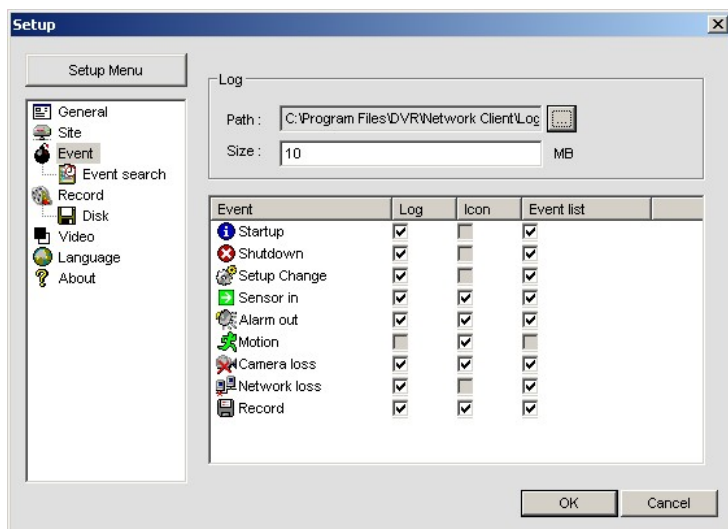 Setup
Setup Menu
General
Site
Event
Event search
Record
Disk
Video
Language
About
Log
Path : C:\Program Files\DVR\Network Client\Log ...
Size : 10 MB
Event Log Icon Event list
Startup
Shutdown
Setup Change
Sensor in
Alarm out
Motion
Camera loss
Network loss
Record
OK Cancel